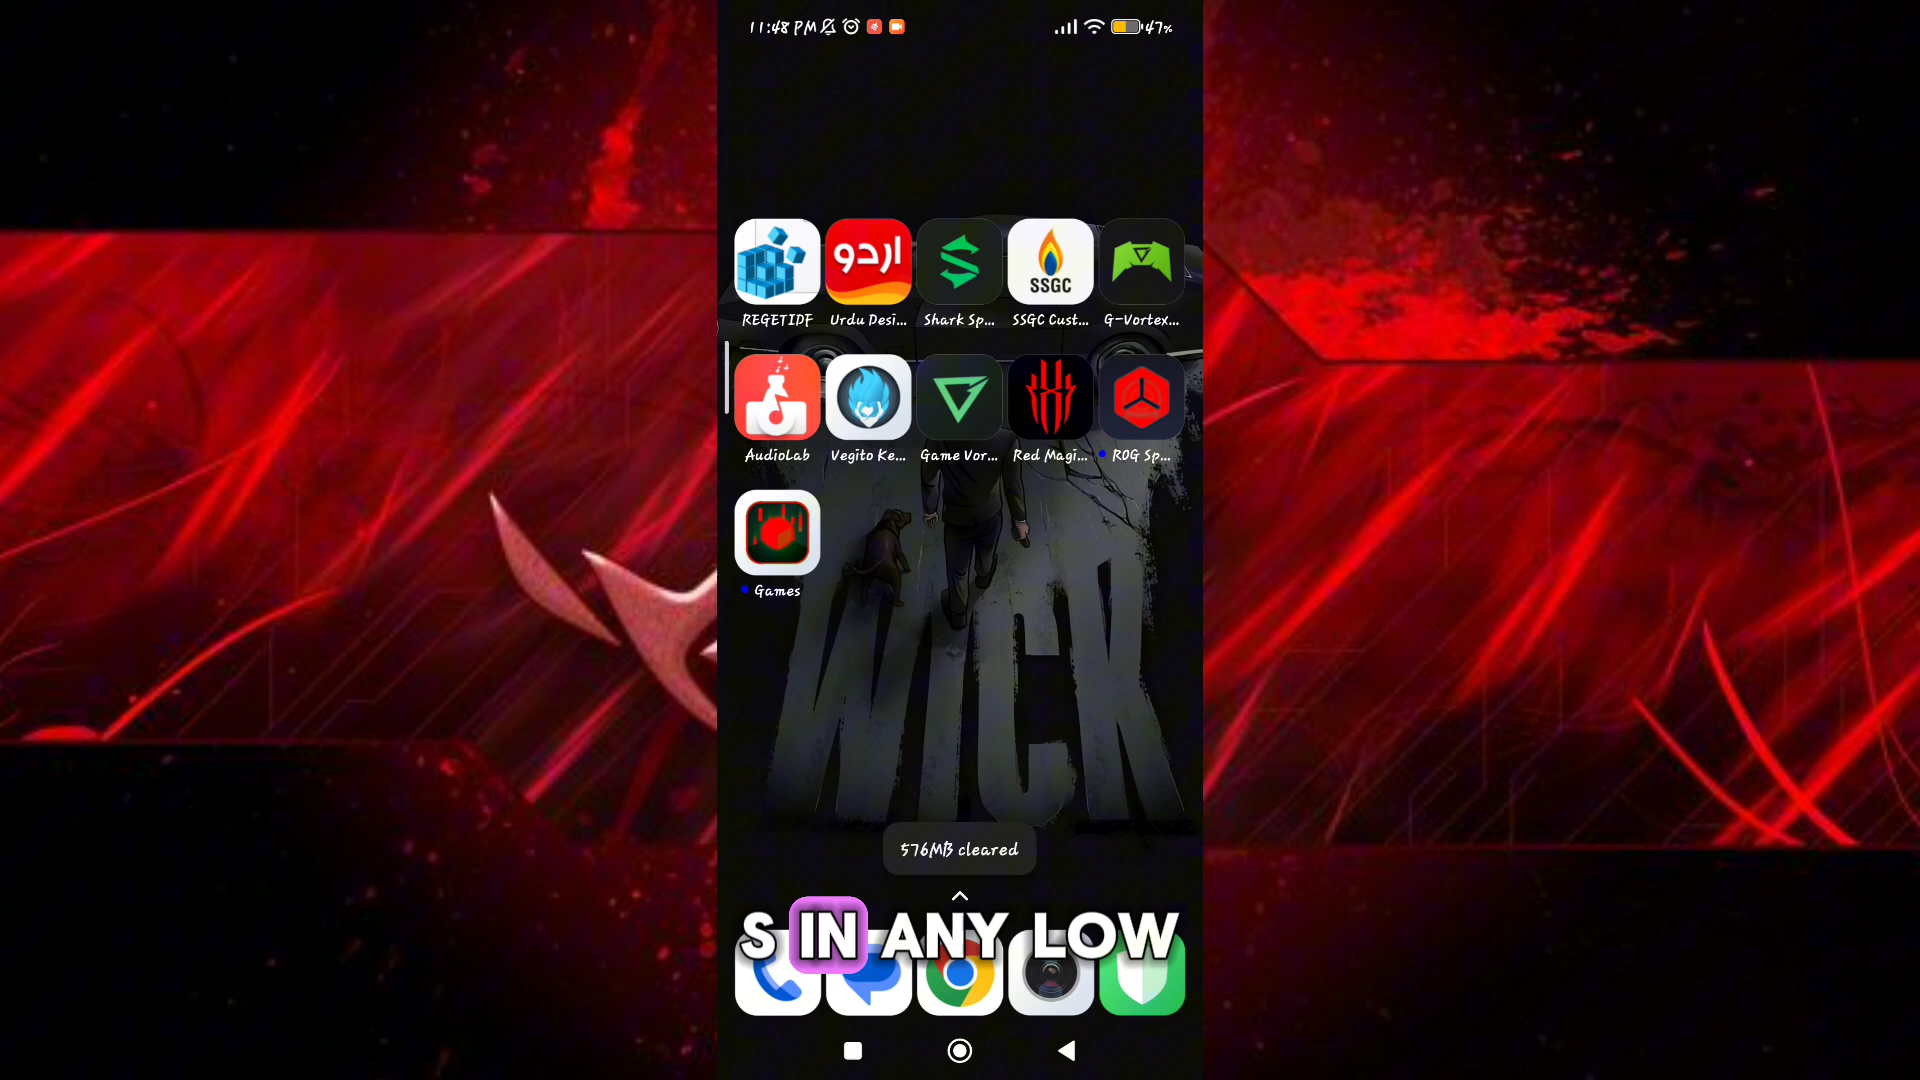 11:48 PM 47%
اردو
SSGC
REGETIDF Urdu Desi... Shark Sp... SSGC Cust... G-Vortex...
AudioLab Vegito Ke... Game Vor... Red Magi... ROG Sp...
Games
WICK
576MB cleared
S IN ANY LOW